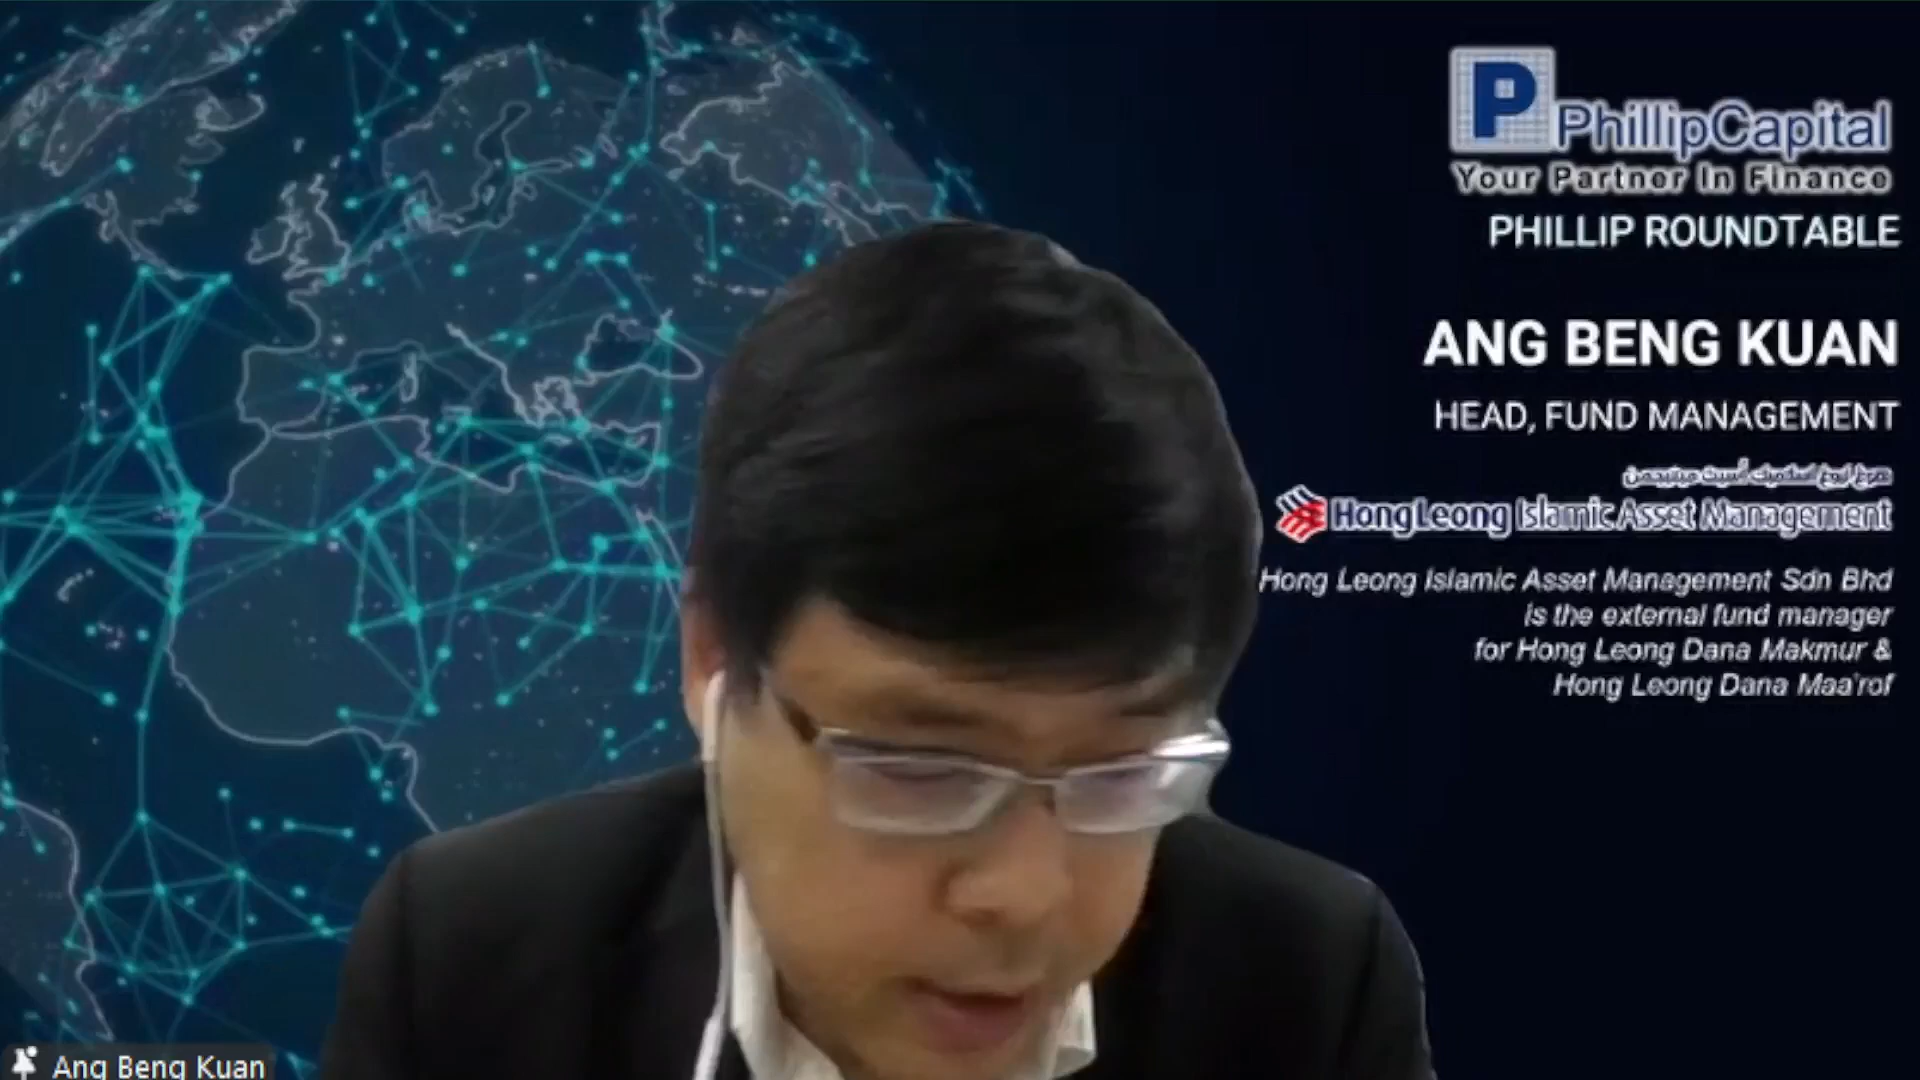 P PhillipCapital
Your Partner In Finance
PHILLIP ROUNDTABLE
ANG BENG KUAN
HEAD, FUND MANAGEMENT
HongLeong Islamic Asset Management
Hong Leong Islamic Asset Management Sdn Bhd
is the external fund manager
for Hong Leong Dana Makmur &
Hong Leong Dana Maa'rof
Ang Beng Kuan